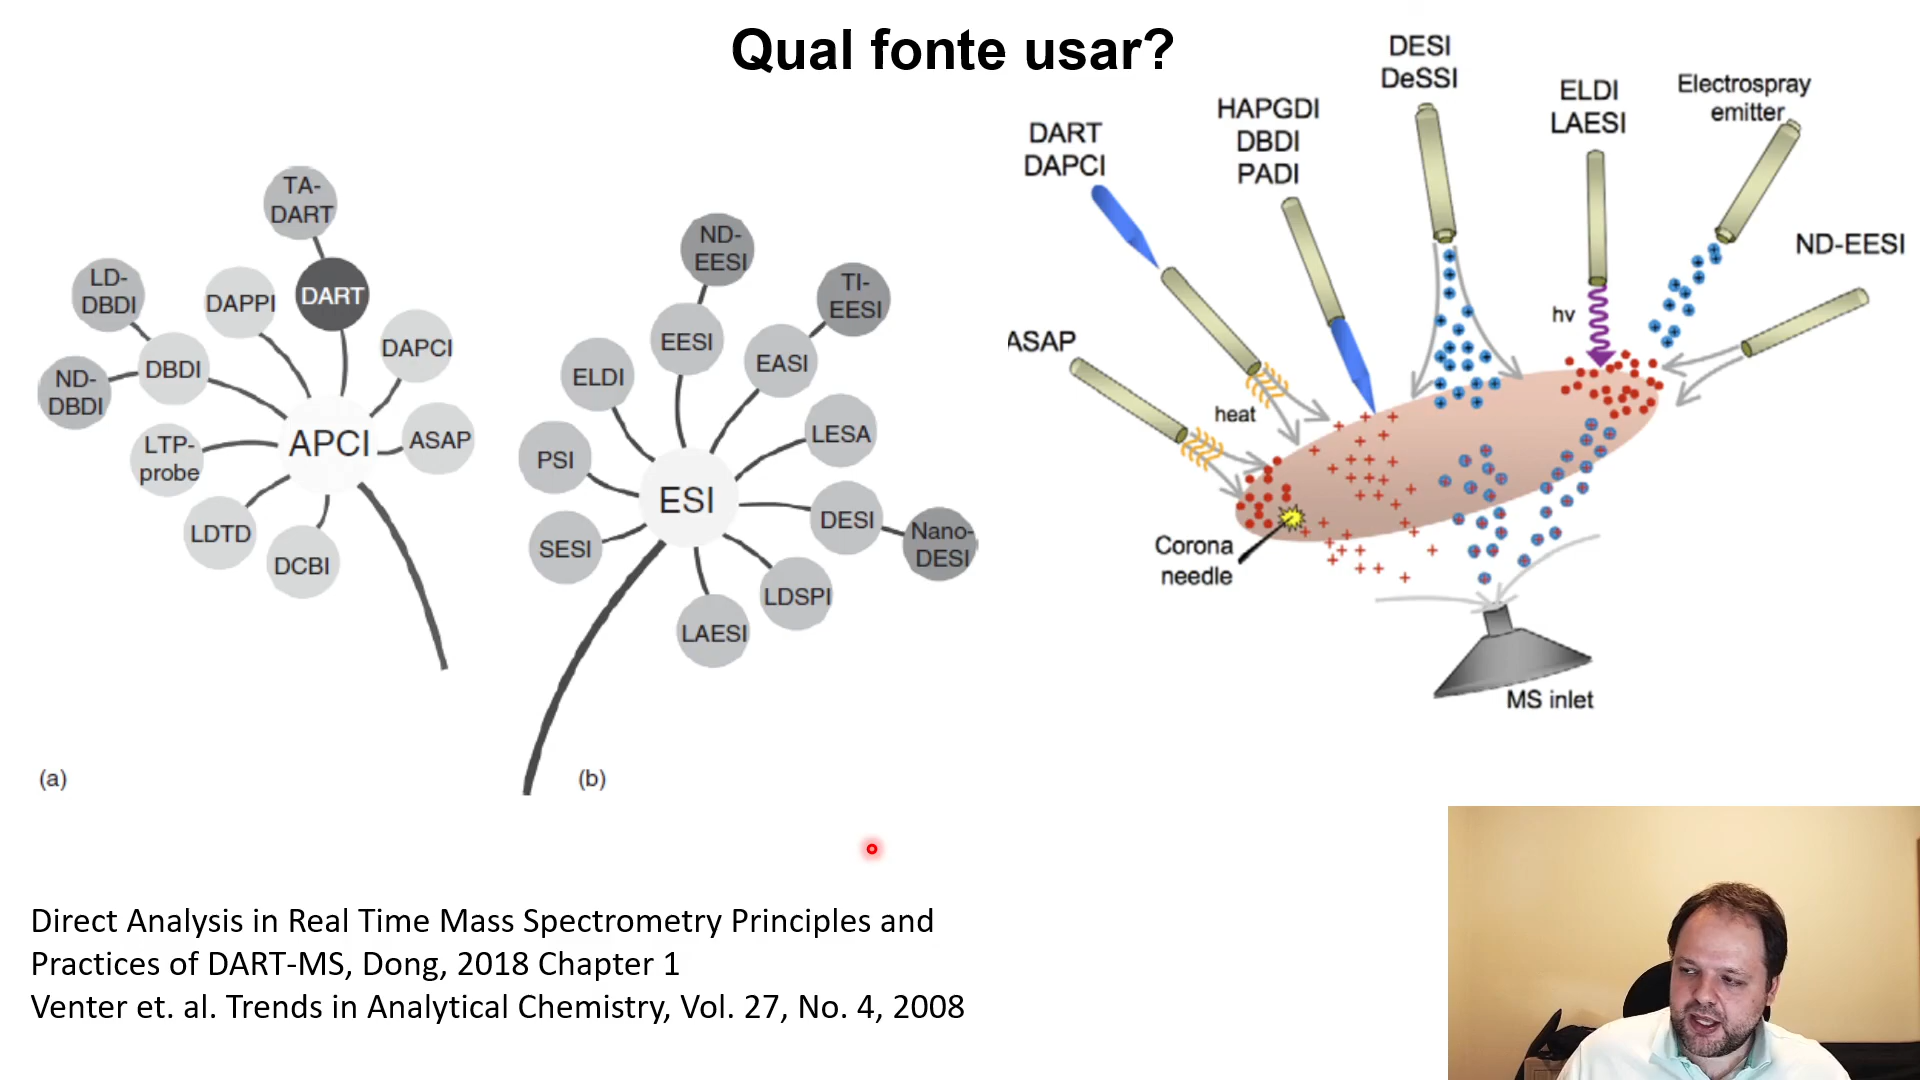 Qual fonte usar?
TA-
DART
LD-
DBDI
DAPPI
DART
DAPCI
DBDI
ND-
DBDI
APCI
ASAP
LTP-
probe
LDTD
DCBI
(a)
ND-
EESI
TI-
EESI
EESI
EASI
ELDI
LESA
PSI
ESI
DESI
Nano-
DESI
SESI
LDSPI
LAESI
(b)
DESI
DeSSI
ELDI
LAESI
Electrospray
emitter
HAPGDI
DBDI
PADI
DART
DAPCI
ND-EESI
hv
ASAP
heat
Corona
needle
MS inlet
Direct Analysis in Real Time Mass Spectrometry Principles and
Practices of DART-MS, Dong, 2018 Chapter 1
Venter et. al. Trends in Analytical Chemistry, Vol. 27, No. 4, 2008